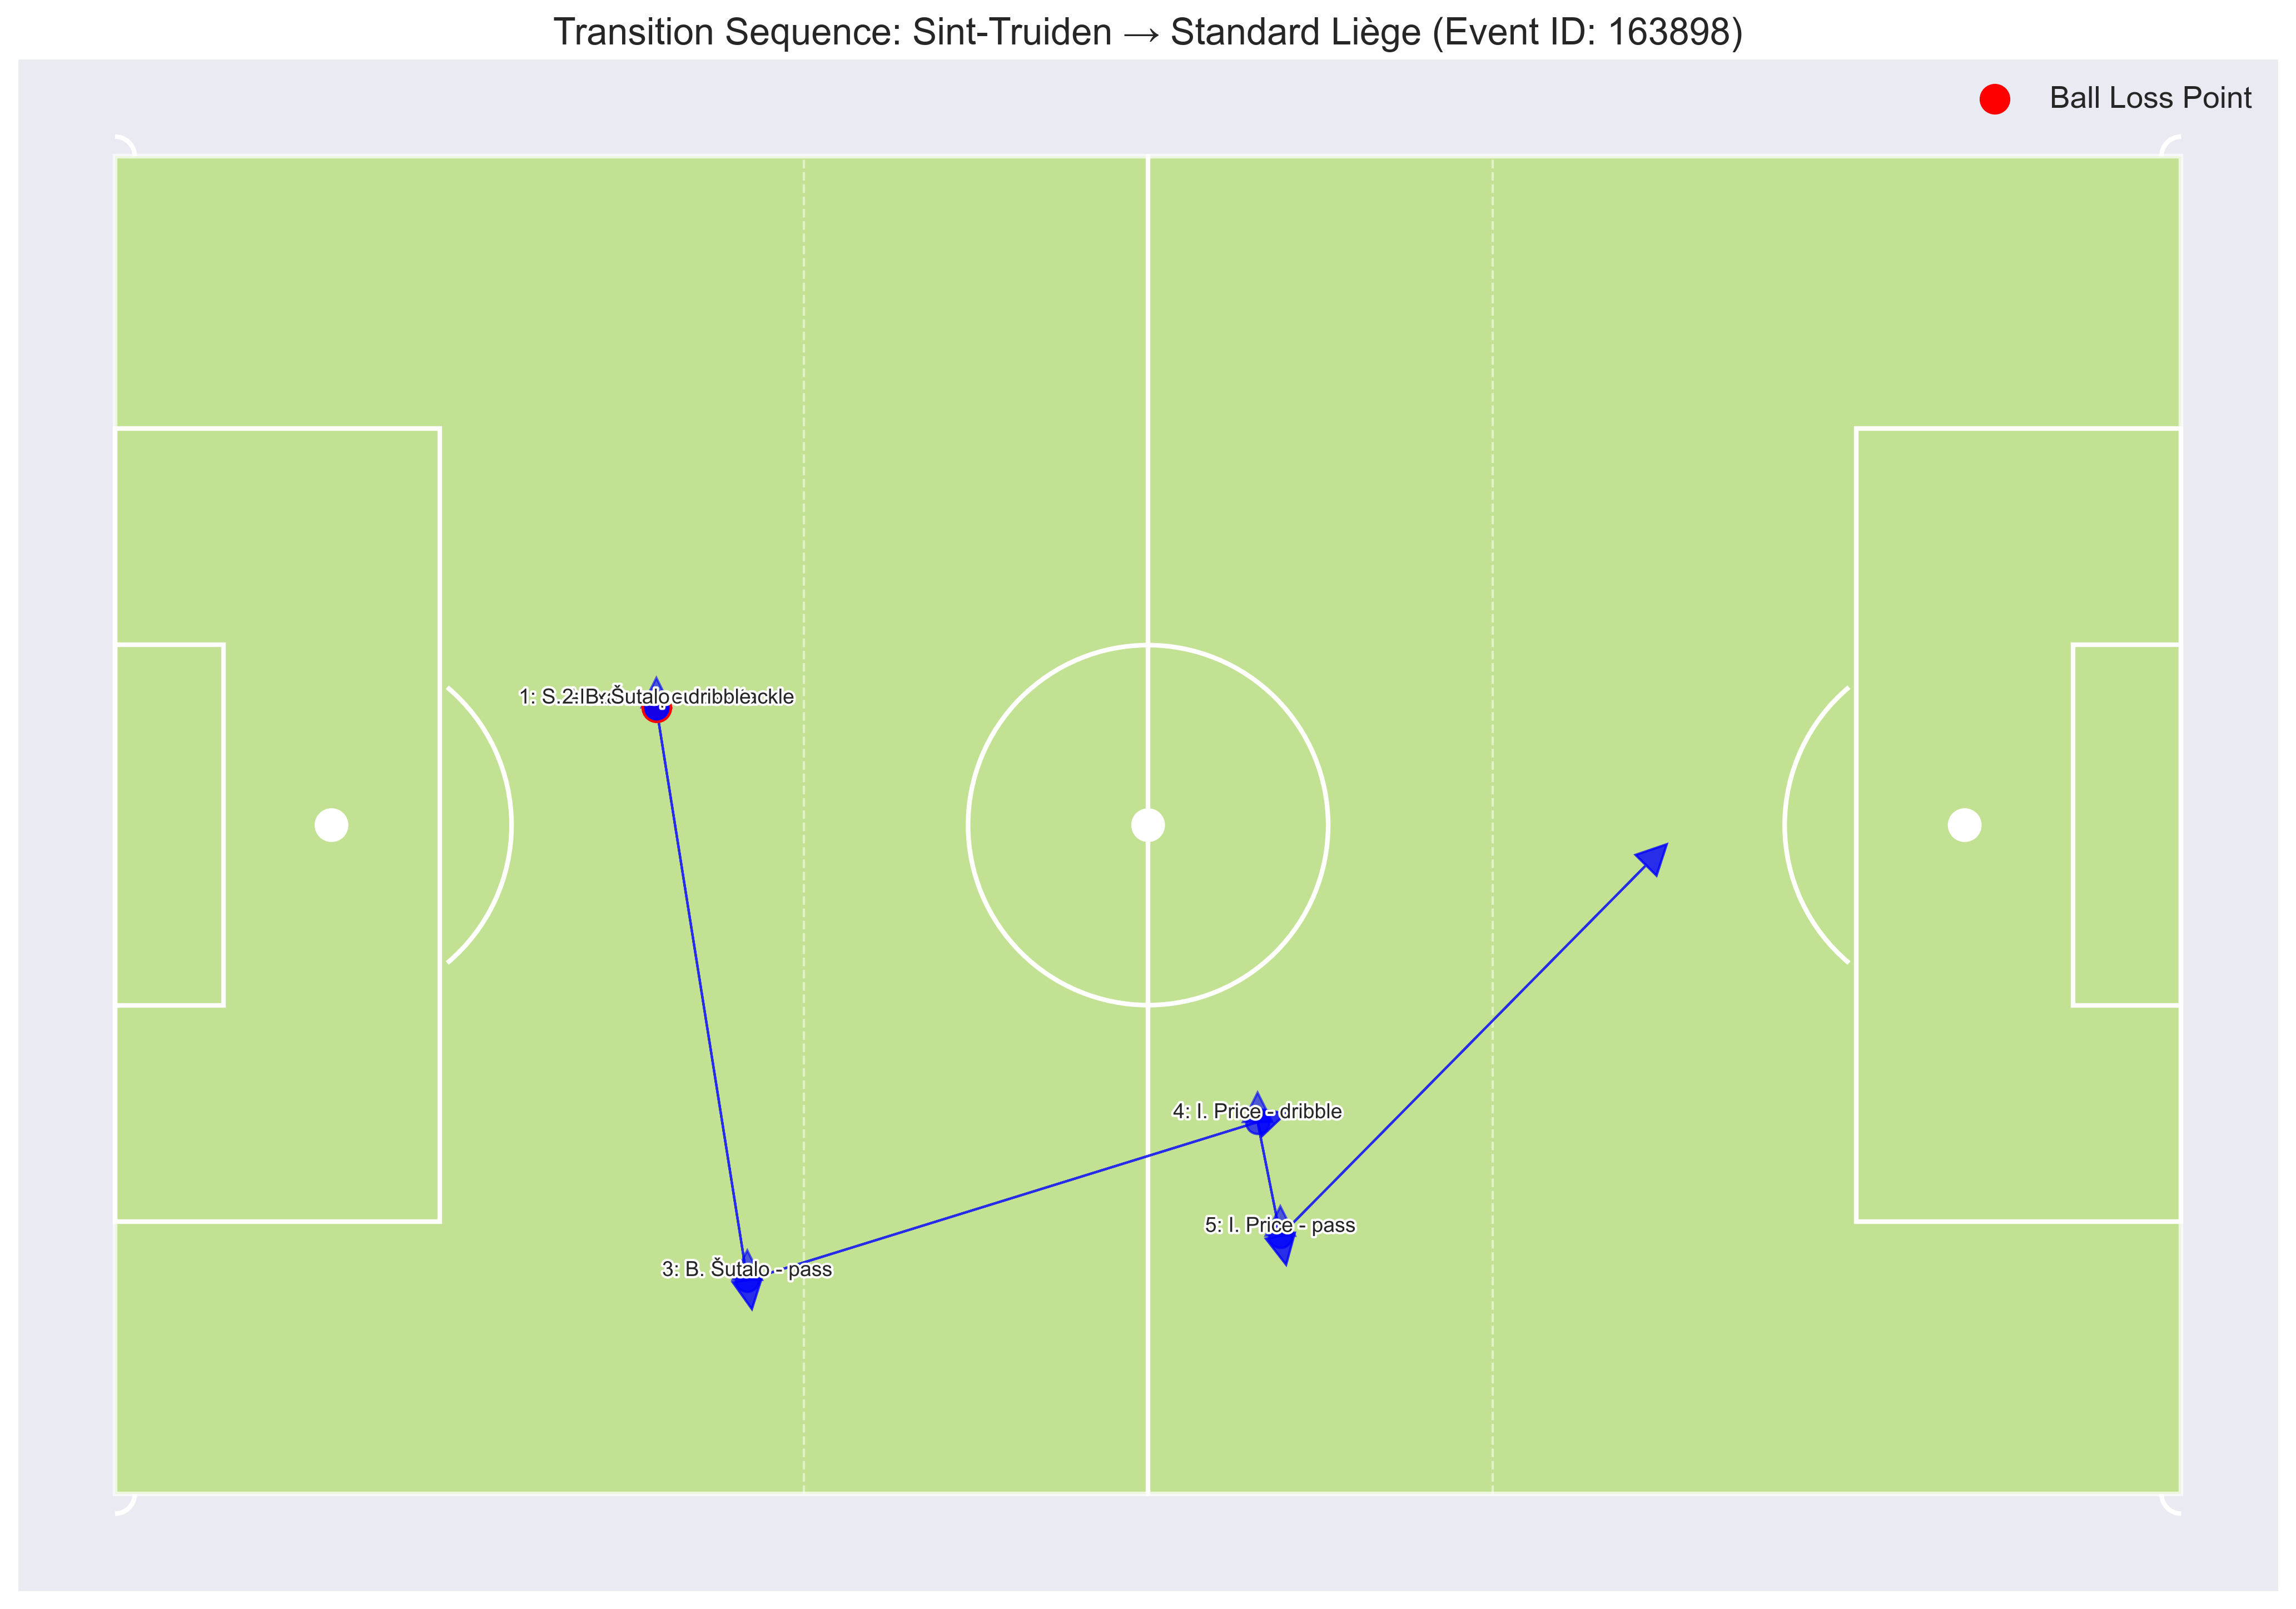 Transition Sequence: Sint-Truiden → Standard Liège (Event ID: 163898)
Ball Loss Point
1: S.
2: B. Šutalo - dribble
4: I. Price - dribble
5: I. Price - pass
3: B. Šutalo - pass